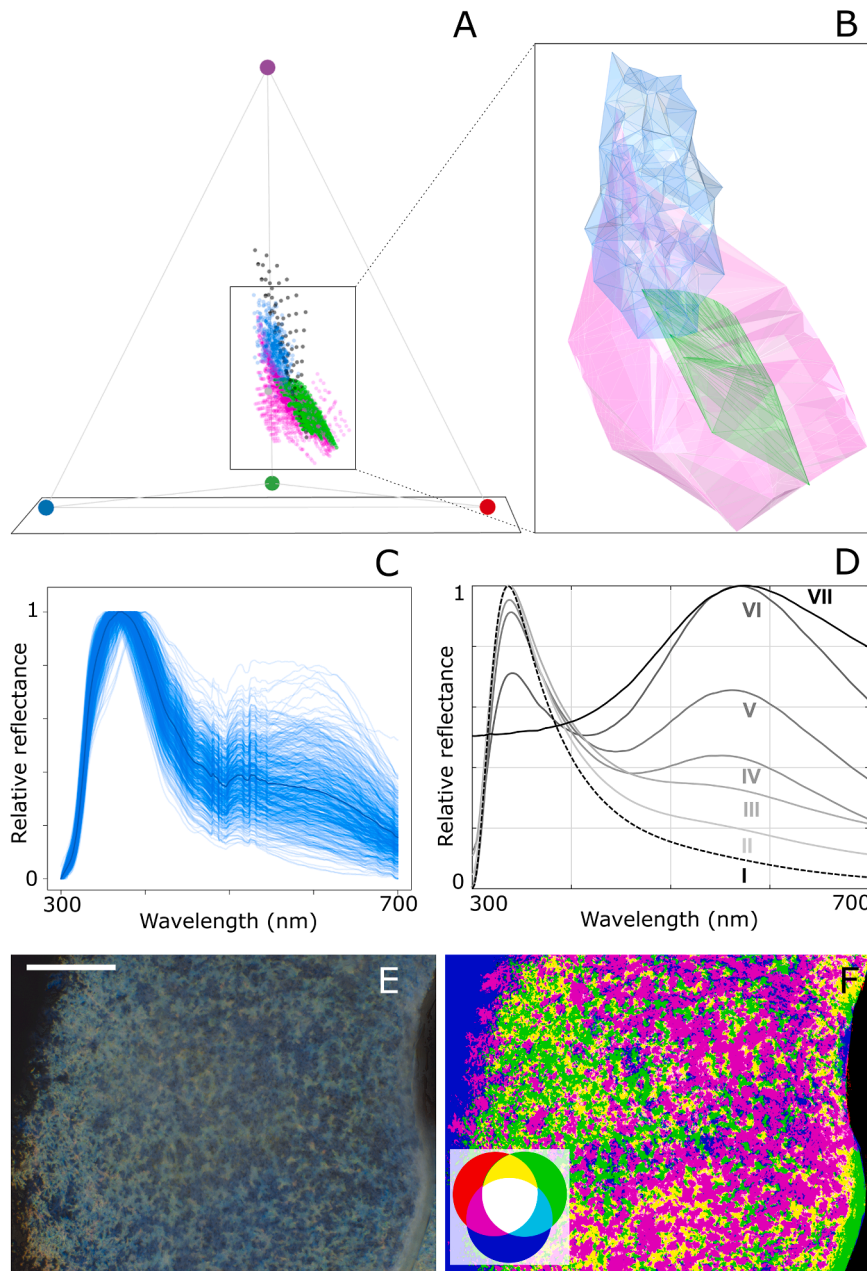 A
B
C
1
0
Relative reflectance
300
700
Wavelength (nm)
D
1
0
Relative reflectance
VII
VI
V
IV
III
II
I
300
700
Wavelength (nm)
E
F